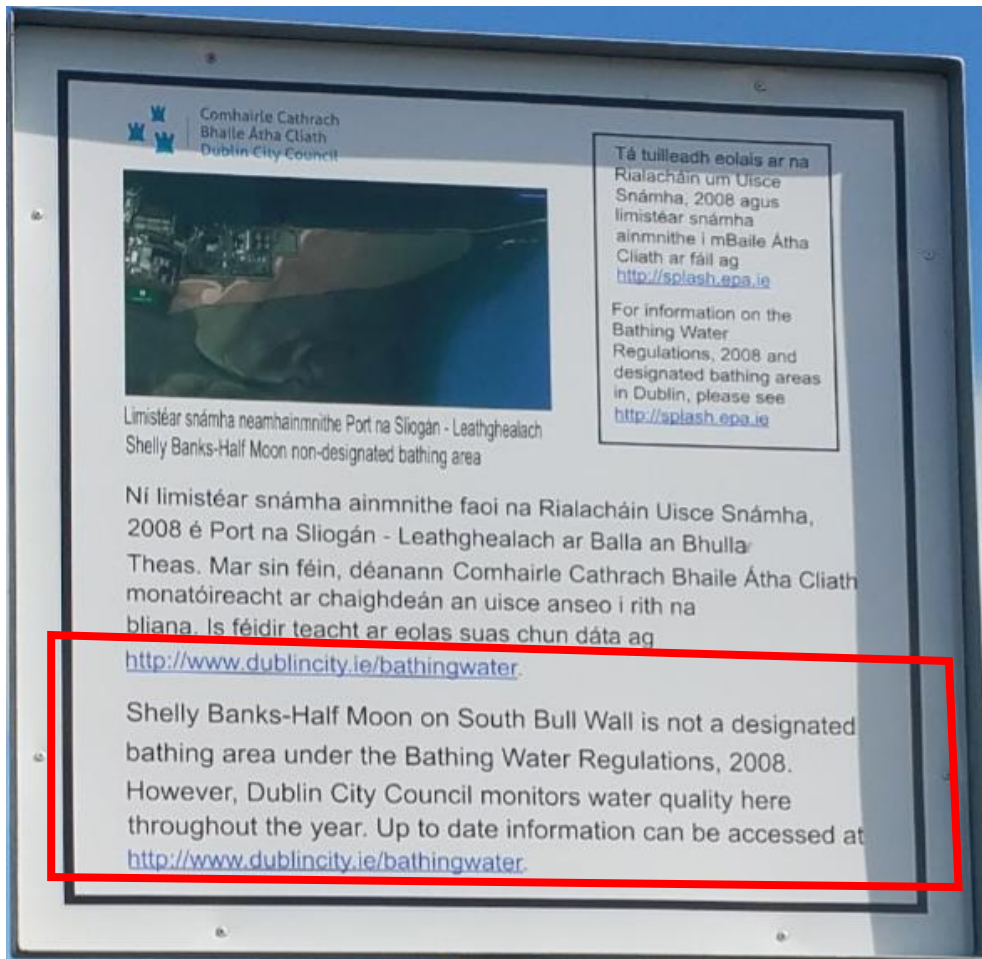 Comhairle Cathrach
Bhaile Átha Cliath
Dublin City Council
Tá tuilleadh eolais ar na
Rialacháin um Uisce
Snámha, 2008 agus
limistéar snámha
ainmnithe i mBaile Átha
Cliath ar fáil ag
http://splash.epa.ie
For information on the
Bathing Water
Regulations, 2008 and
designated bathing areas
in Dublin, please see
http://splash.epa.ie
Limistéar snámha neamhainmnithe Port na Sliogán - Leathghealach
Shelly Banks-Half Moon non-designated bathing area
Ní limistéar snámha ainmnithe faoi na Rialacháin Uisce Snámha,
2008 é Port na Sliogán - Leathghealach ar Balla an Bhulla
Theas. Mar sin féin, déanann Comhairle Cathrach Bhaile Átha Cliath
monatóireacht ar chaighdeán an uisce anseo i rith na
bliana. Is féidir teacht ar eolas suas chun dáta ag
http://www.dublincity.ie/bathingwater.
Shelly Banks-Half Moon on South Bull Wall is not a designated
bathing area under the Bathing Water Regulations, 2008.
However, Dublin City Council monitors water quality here
throughout the year. Up to date information can be accessed at
http://www.dublincity.ie/bathingwater.